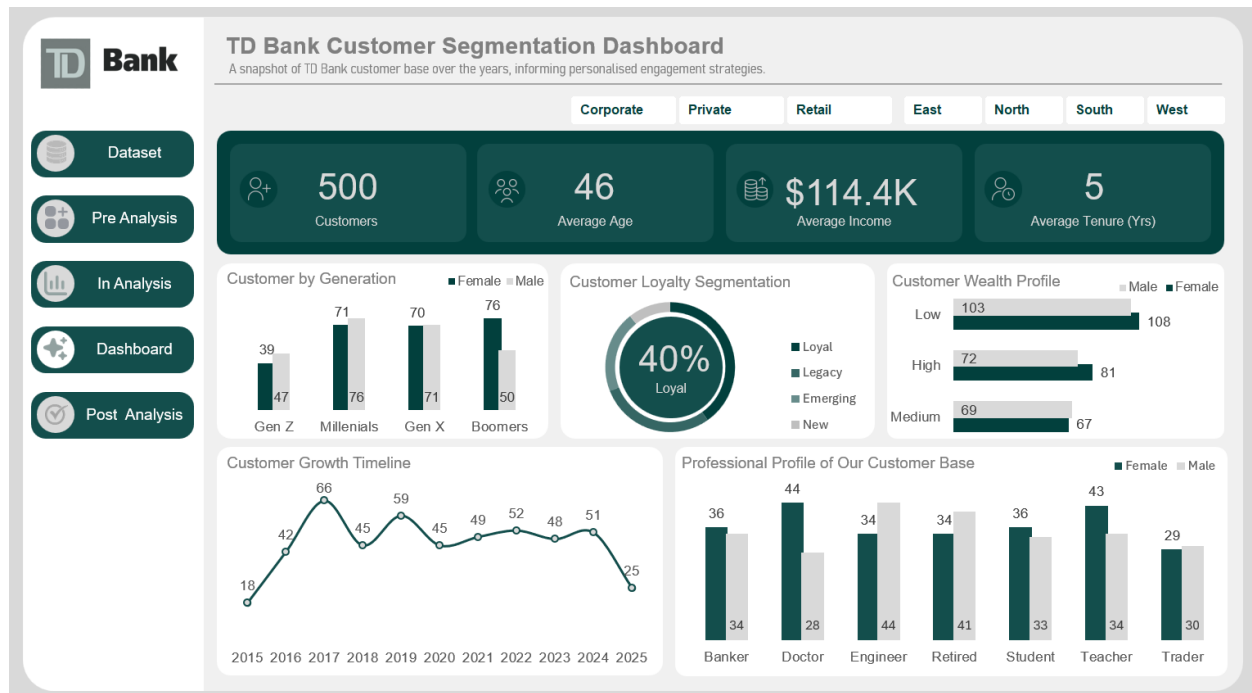 TD Bank
TD Bank Customer Segmentation Dashboard
A snapshot of TD Bank customer base over the years, informing personalised engagement strategies.
Corporate Private Retail East North South West
Dataset
Pre Analysis
In Analysis
Dashboard
Post Analysis
500
Customers
46
Average Age
$114.4K
Average Income
5
Average Tenure (Yrs)
Customer by Generation
Female Male
39 71 70 76
47 76 71 50
Gen Z Millenials Gen X Boomers
Customer Loyalty Segmentation
40%
Loyal
Loyal
Legacy
Emerging
New
Customer Wealth Profile
Male Female
Low 103 108
High 72 81
Medium 69 67
Customer Growth Timeline
18 42 66 45 59 45 49 52 48 51 25
2015 2016 2017 2018 2019 2020 2021 2022 2023 2024 2025
Professional Profile of Our Customer Base
Female Male
36 44 34 34 36 43 29
34 28 44 41 33 34 30
Banker Doctor Engineer Retired Student Teacher Trader